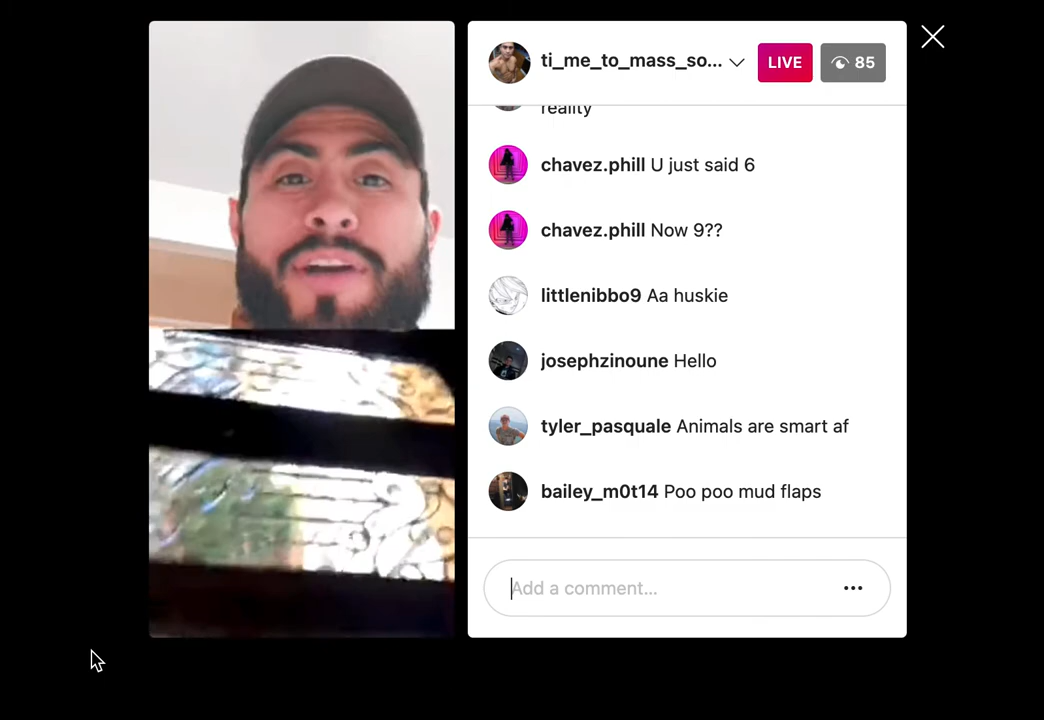 ti_me_to_mass_so...
LIVE
85
reality
chavez.phill U just said 6
chavez.phill Now 9??
littlenibbo9 Aa huskie
josephzinoune Hello
tyler_pasquale Animals are smart af
bailey_m0t14 Poo poo mud flaps
Add a comment...